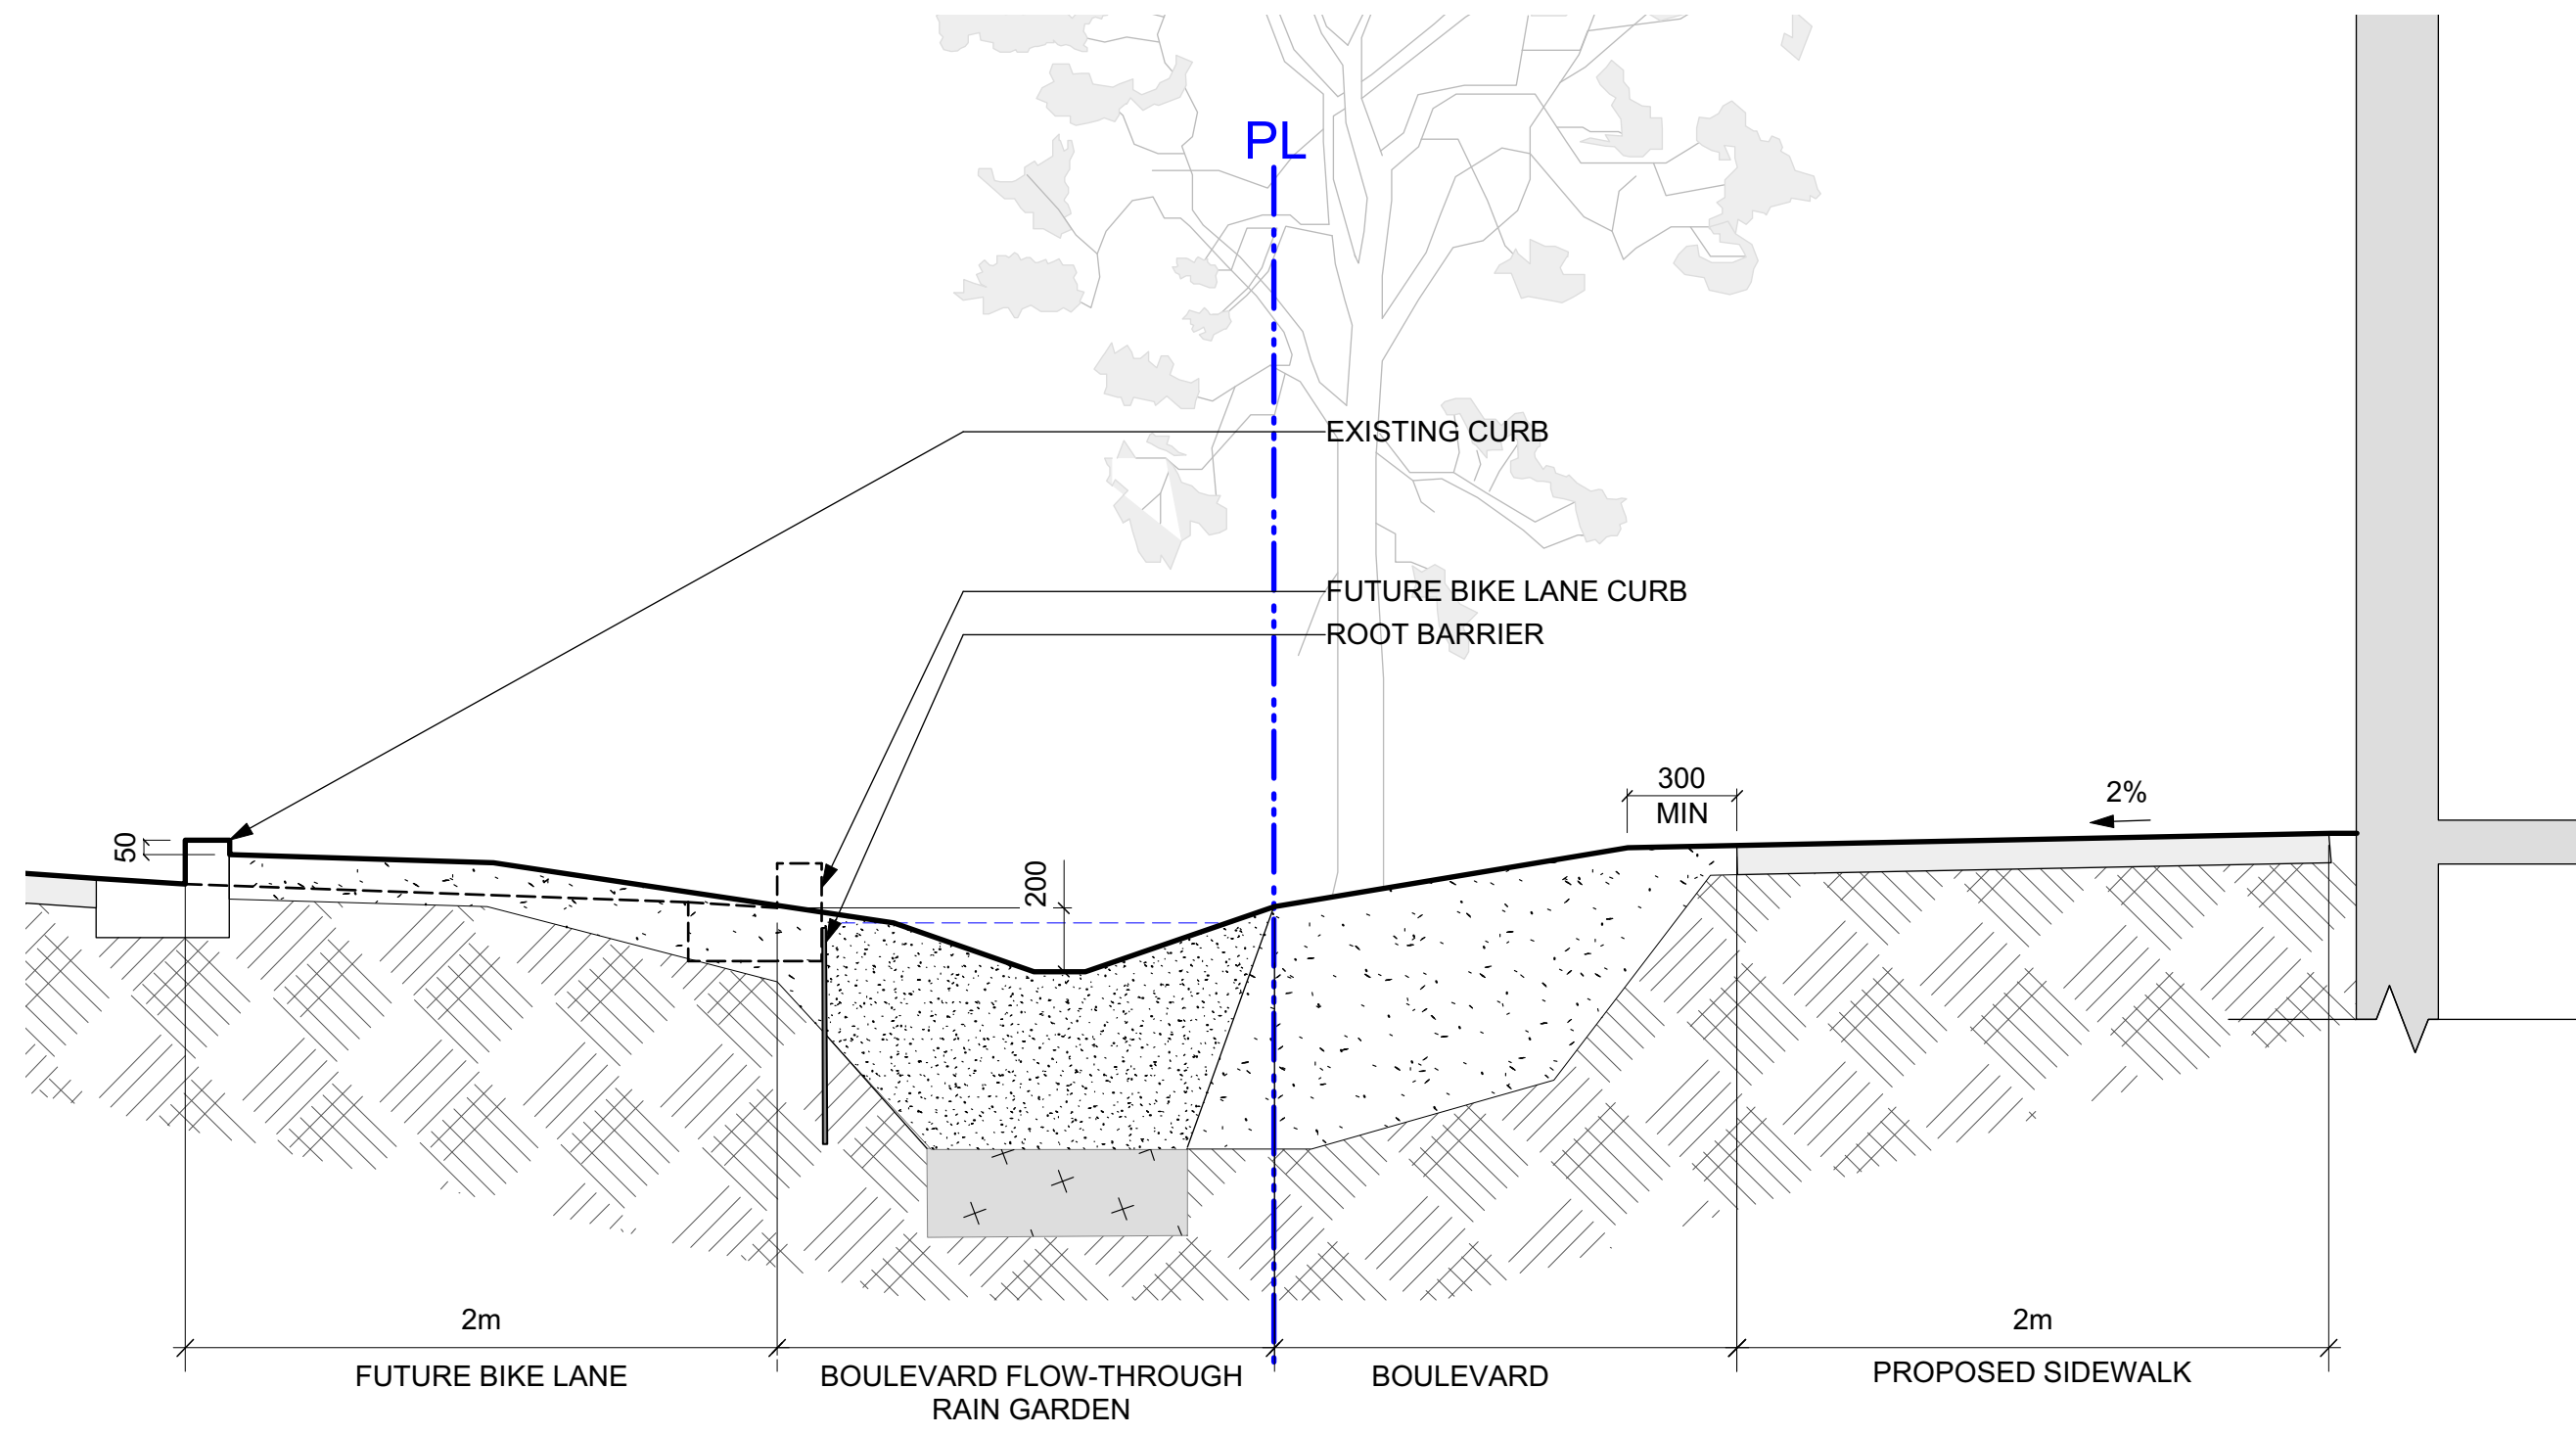 PL
EXISTING CURB
FUTURE BIKE LANE CURB
ROOT BARRIER
300
MIN
2%
50
200
2m
2m
FUTURE BIKE LANE
BOULEVARD FLOW-THROUGH
RAIN GARDEN
BOULEVARD
PROPOSED SIDEWALK